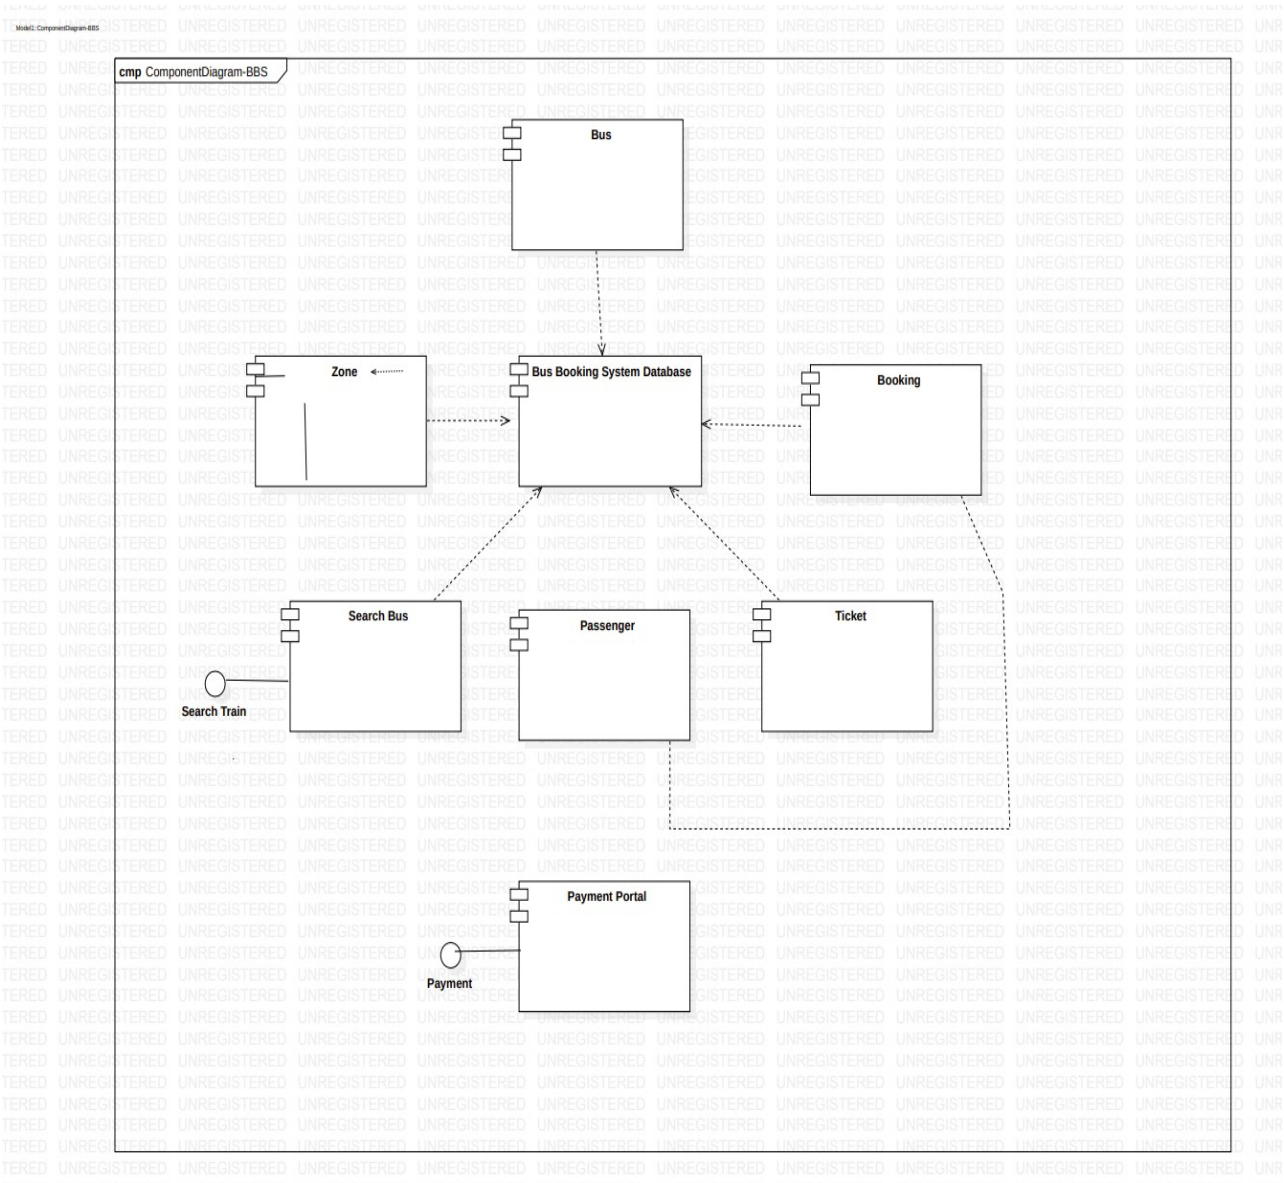 Model1::ComponentDiagram-BBS
cmp ComponentDiagram-BBS
Bus
Zone
Bus Booking System Database
Booking
Search Bus
Passenger
Ticket
Search Train
Payment Portal
Payment
UNREGISTERED